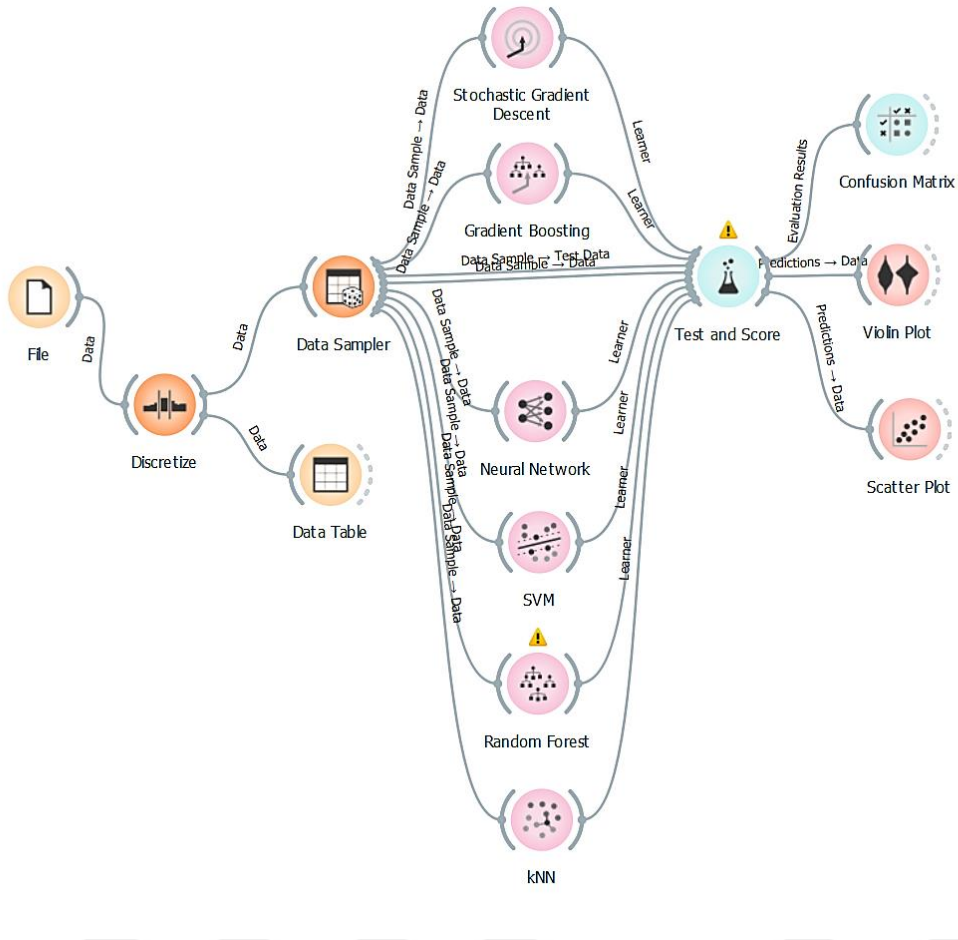 Stochastic Gradient
Descent
Data Sample → Data
Learner
Confusion Matrix
Evaluation Results
Data Sample → Data
Gradient Boosting
Learner
Data Sample → Test Data
Data Sample → Data
Predictions → Data
File
Data
Data
Data Sampler
Test and Score
Violin Plot
Discretize
Data
Data Table
Data Sample → Data
Neural Network
Learner
Predictions → Data
Scatter Plot
Data Sample → Data
SVM
Learner
Data Sample → Data
Random Forest
Learner
Data Sample → Data
kNN
Learner